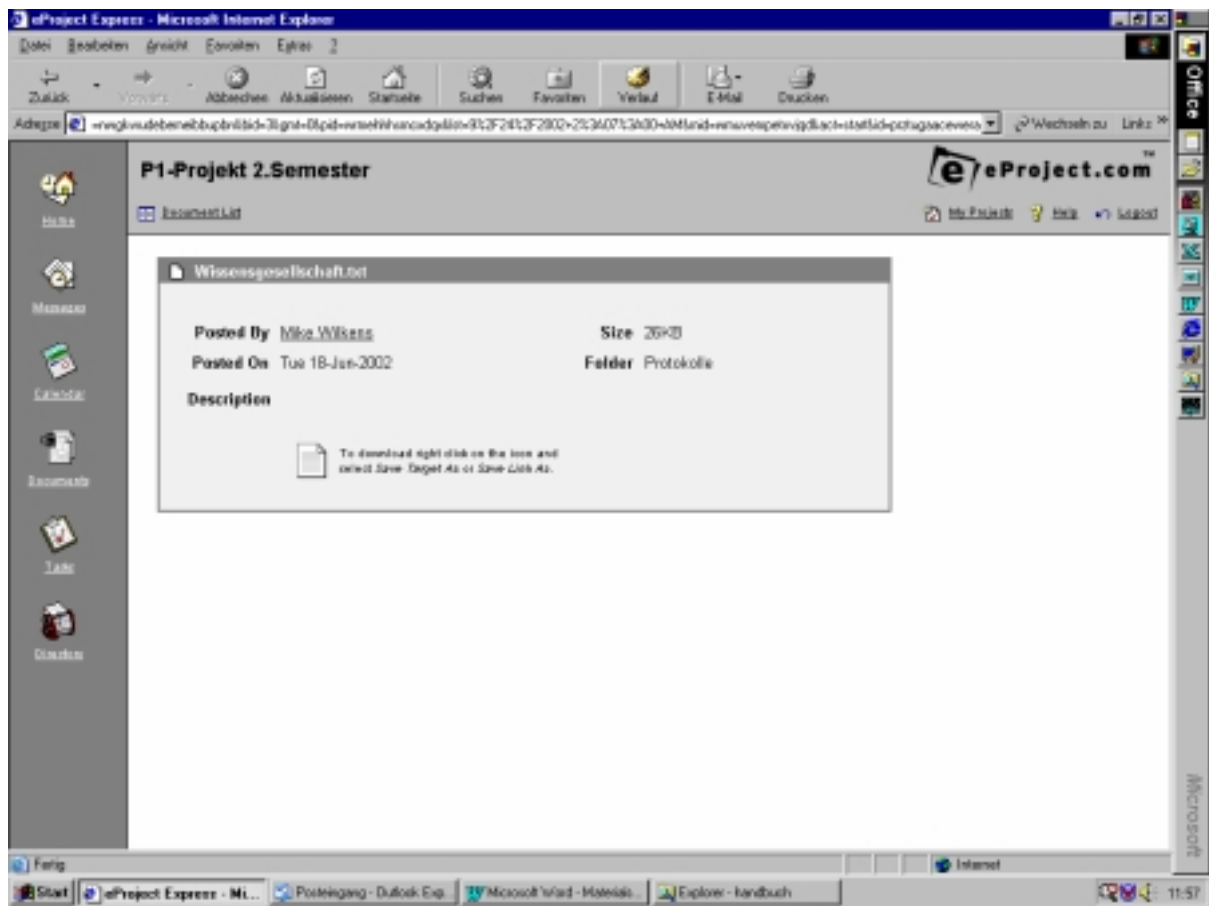 eProject Express - Microsoft Internet Explorer
Datei Bearbeiten Ansicht Favoriten Extras ?
Zurück Vorwärts Abbrechen Aktualisieren Startseite Suchen Favoriten Verlauf E-Mail Drucken
Adresse Wechseln zu Links »
P1-Projekt 2.Semester
e eProject.com TM
Document List
My Projects Help Logout
Home
Messages
Calendar
Documents
Tasks
Directory
Wissensgesellschaft.txt
Posted By Mike Wilkens Size 26KB
Posted On Tue 18-Jun-2002 Folder Protokolle
Description
To download right click on the icon and
select Save Target As or Save Link As.
Office
Microsoft
Fertig Internet
Start eProject Express - Mi... Posteingang - Outlook Exp... Microsoft Word - Materialie... Explorer - handbuch 11:57